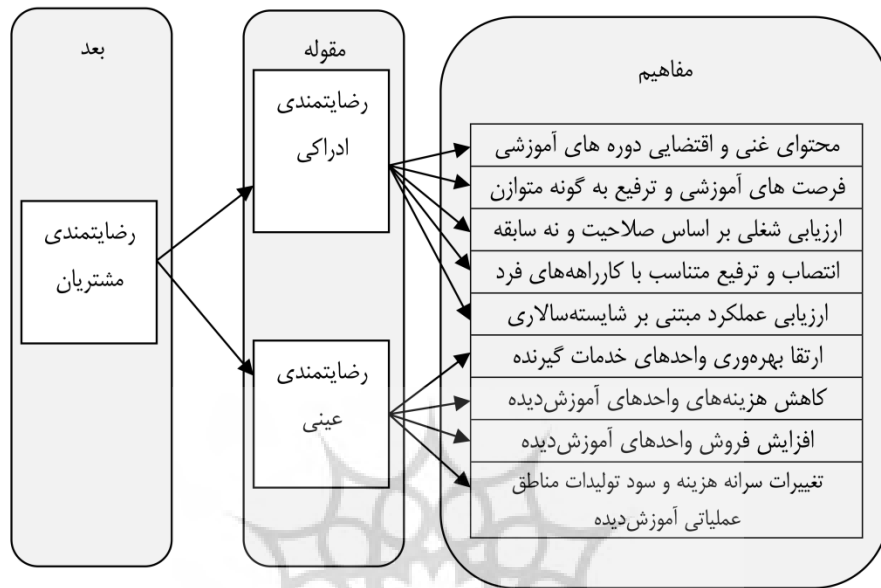 بعد
مقوله
مفاهیم
رضایتمندی
مشتریان
رضایتمندی
ادراکی
رضایتمندی
عینی
محتوای غنی و اقتضایی دوره های آموزشی
فرصت های آموزشی و ترفیع به گونه متوازن
ارزیابی شغلی بر اساس صلاحیت و نه سابقه
انتصاب و ترفیع متناسب با کارراهه‌های فرد
ارزیابی عملکرد مبتنی بر شایسته‌سالاری
ارتقا بهره‌وری واحدهای خدمات گیرنده
کاهش هزینه‌های واحدهای آموزش‌دیده
افزایش فروش واحدهای آموزش‌دیده
تغییرات سرانه هزینه و سود تولیدات مناطق
عملیاتی آموزش‌دیده